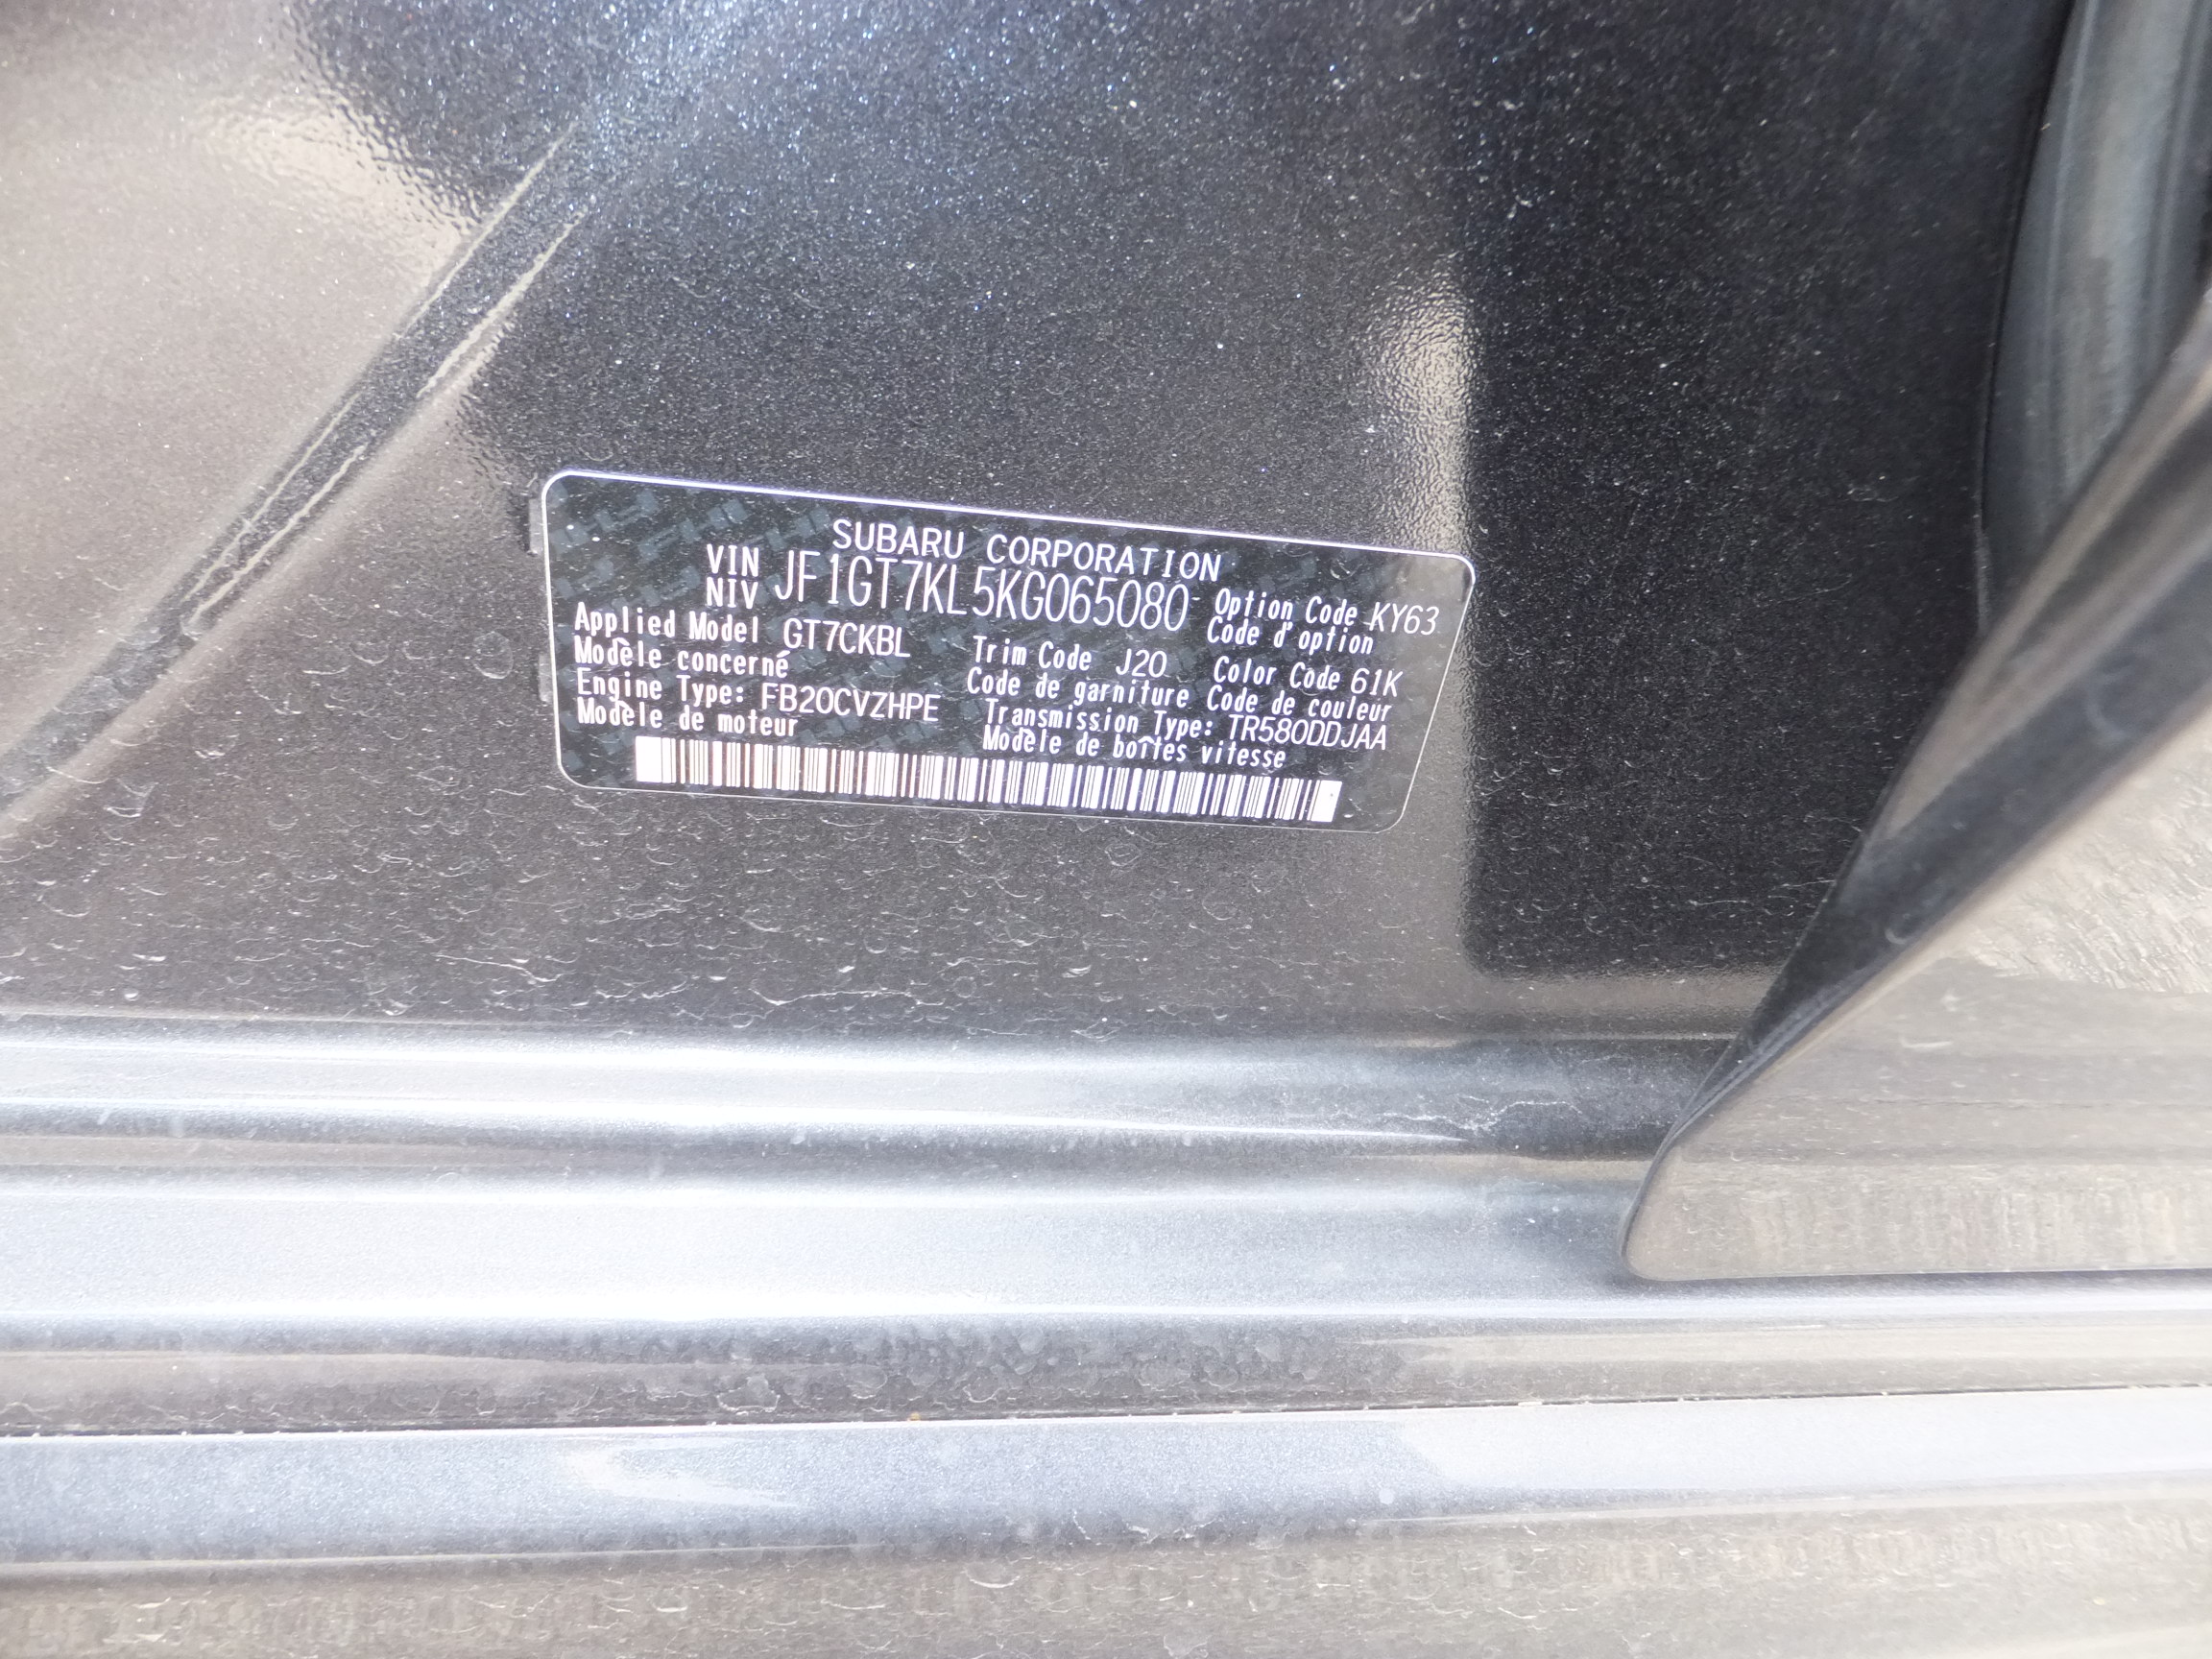 SUBARU CORPORATION
VIN
NIV JF1GT7KL5KG065080
Option Code KY63
Code d'option
Applied Model GT7CKBL
Modèle concerné
Trim Code J20
Code de garniture
Color Code 61K
Code de couleur
Engine Type: FB20CVZHPE
Modèle de moteur
Transmission Type: TR580DDJAA
Modèle de boîtes vitesse